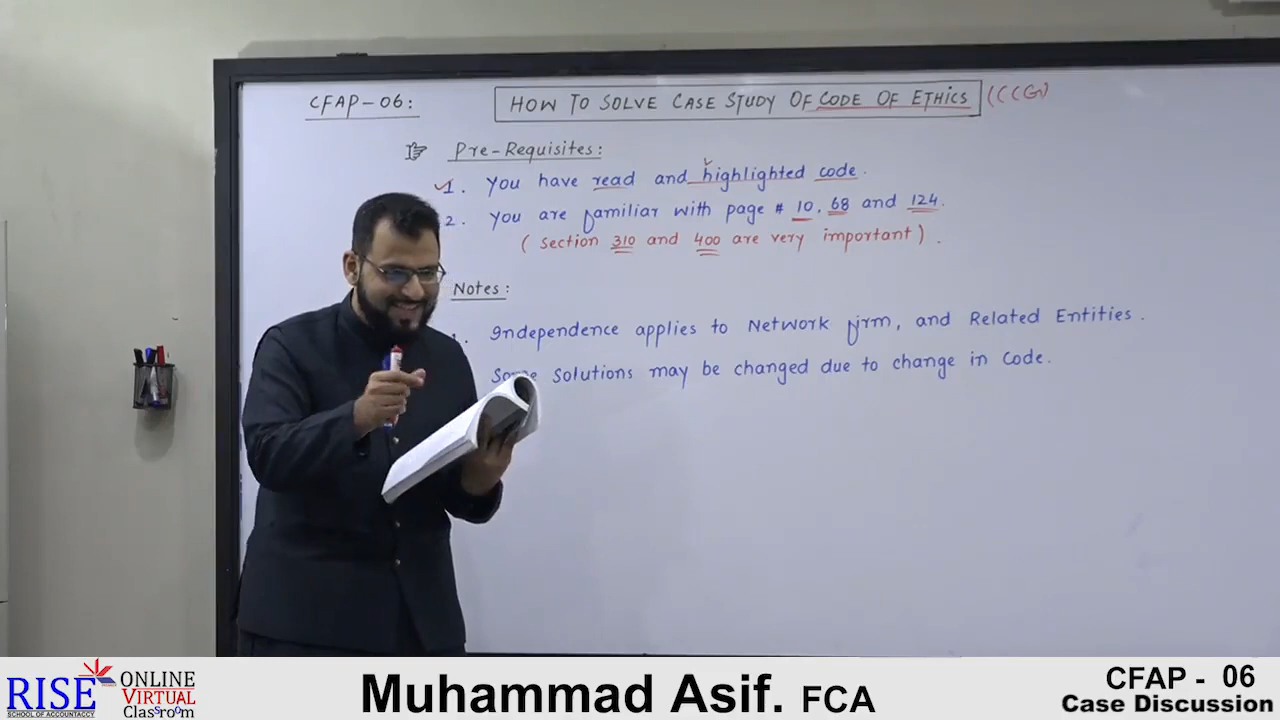 CFAP-06:
HOW TO SOLVE CASE STUDY OF CODE OF ETHICS (CCG)
Pre-Requisites:
1. You have read and highlighted code.
2. You are familiar with page # 10, 68 and 124.
( section 310 and 400 are very important ).
Notes:
1. Independence applies to Network firm, and Related Entities.
Some Solutions may be changed due to change in Code.
RISE
SCHOOL OF ACCOUNTANCY
ONLINE
VIRTUAL
Classroom
Muhammad Asif. FCA
CFAP - 06
Case Discussion